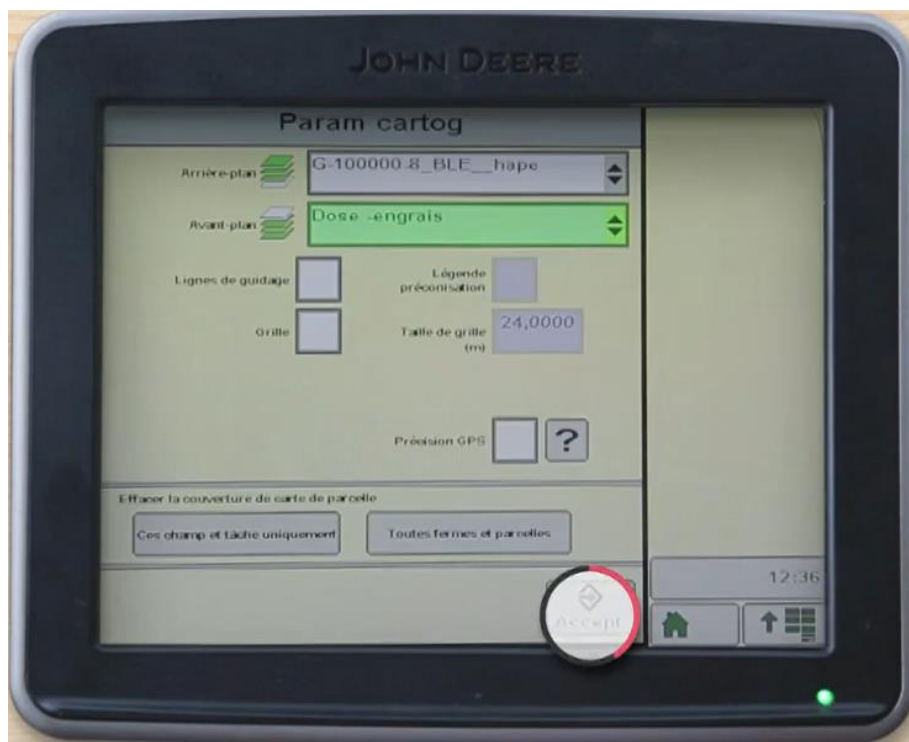 JOHN DEERE
Param cartog
Arrière-plan
G-100000 8_BLE__hape
Avant-plan
Dose -engrais
Lignes de guidage
Légende
préconisation
Grille
Taille de grille
(m)
24,0000
Précision GPS
?
Effacer la couverture de carte de parcelle
Ces champ et tâche uniquement
Toutes fermes et parcelles
Accept
12:36